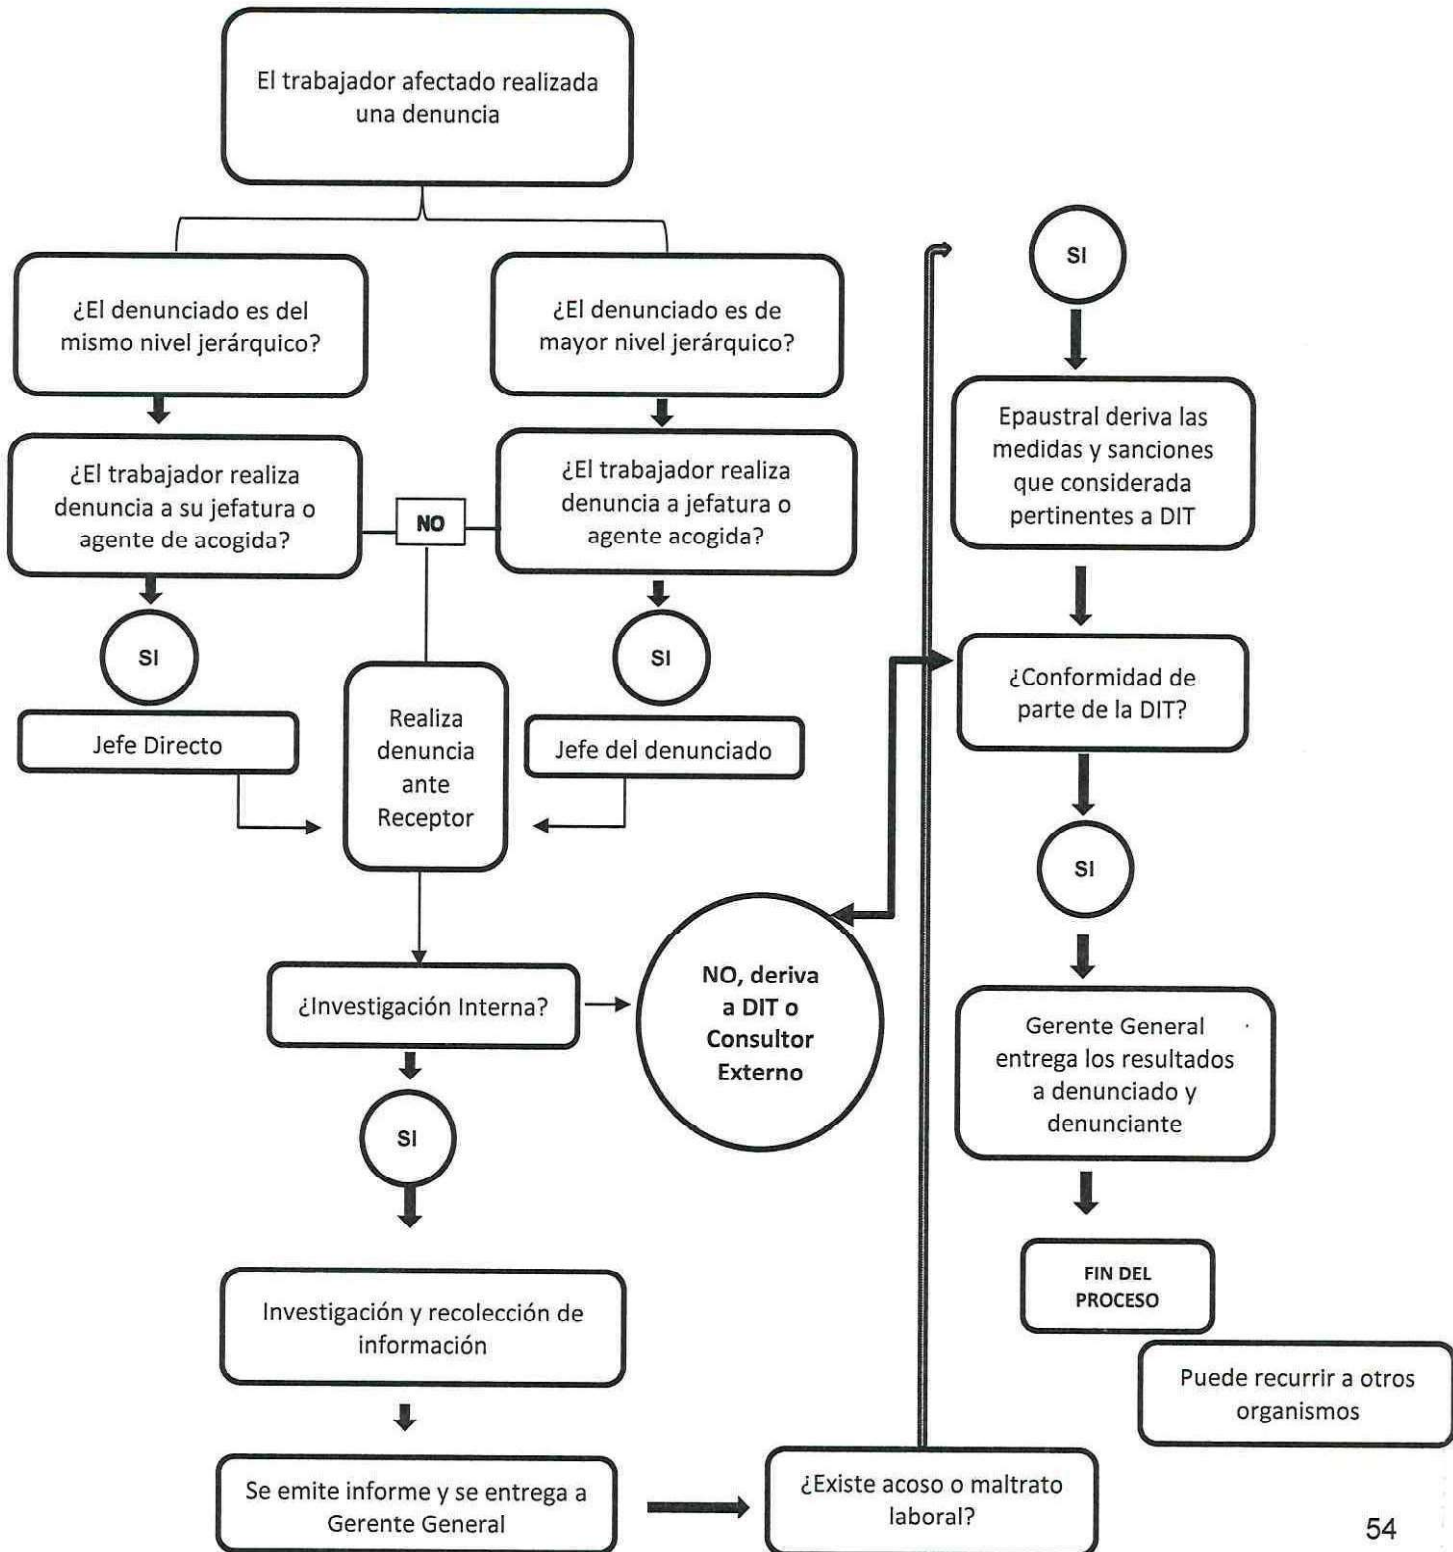 El trabajador afectado realizada
una denuncia
¿El denunciado es del
mismo nivel jerárquico?
¿El denunciado es de
mayor nivel jerárquico?
¿El trabajador realiza
denuncia a su jefatura o
agente de acogida?
NO
¿El trabajador realiza
denuncia a jefatura o
agente acogida?
SI
SI
Jefe Directo
Realiza
denuncia
ante
Receptor
Jefe del denunciado
¿Investigación Interna?
NO, deriva
a DIT o
Consultor
Externo
SI
Investigación y recolección de
información
Se emite informe y se entrega a
Gerente General
¿Existe acoso o maltrato
laboral?
SI
Epaustral deriva las
medidas y sanciones
que considerada
pertinentes a DIT
¿Conformidad de
parte de la DIT?
SI
Gerente General
entrega los resultados
a denunciado y
denunciante
FIN DEL
PROCESO
Puede recurrir a otros
organismos
54